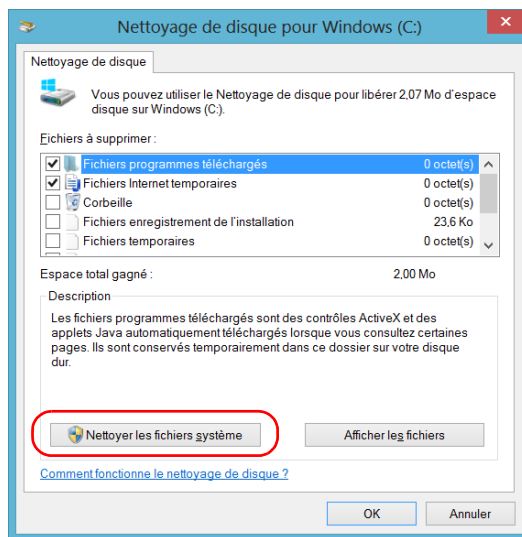 Nettoyage de disque pour Windows (C:)
Nettoyage de disque
Vous pouvez utiliser le Nettoyage de disque pour libérer 2,07 Mo d'espace
disque sur Windows (C:).
Fichiers à supprimer :
Fichiers programmes téléchargés 0 octet(s)
Fichiers Internet temporaires 0 octet(s)
Corbeille 0 octet(s)
Fichiers enregistrement de l'installation 23,6 Ko
Fichiers temporaires 0 octet(s)
Espace total gagné : 2,00 Mo
Description
Les fichiers programmes téléchargés sont des contrôles ActiveX et des
applets Java automatiquement téléchargés lorsque vous consultez certaines
pages. Ils sont conservés temporairement dans ce dossier sur votre disque
dur.
Nettoyer les fichiers système Afficher les fichiers
Comment fonctionne le nettoyage de disque ?
OK Annuler